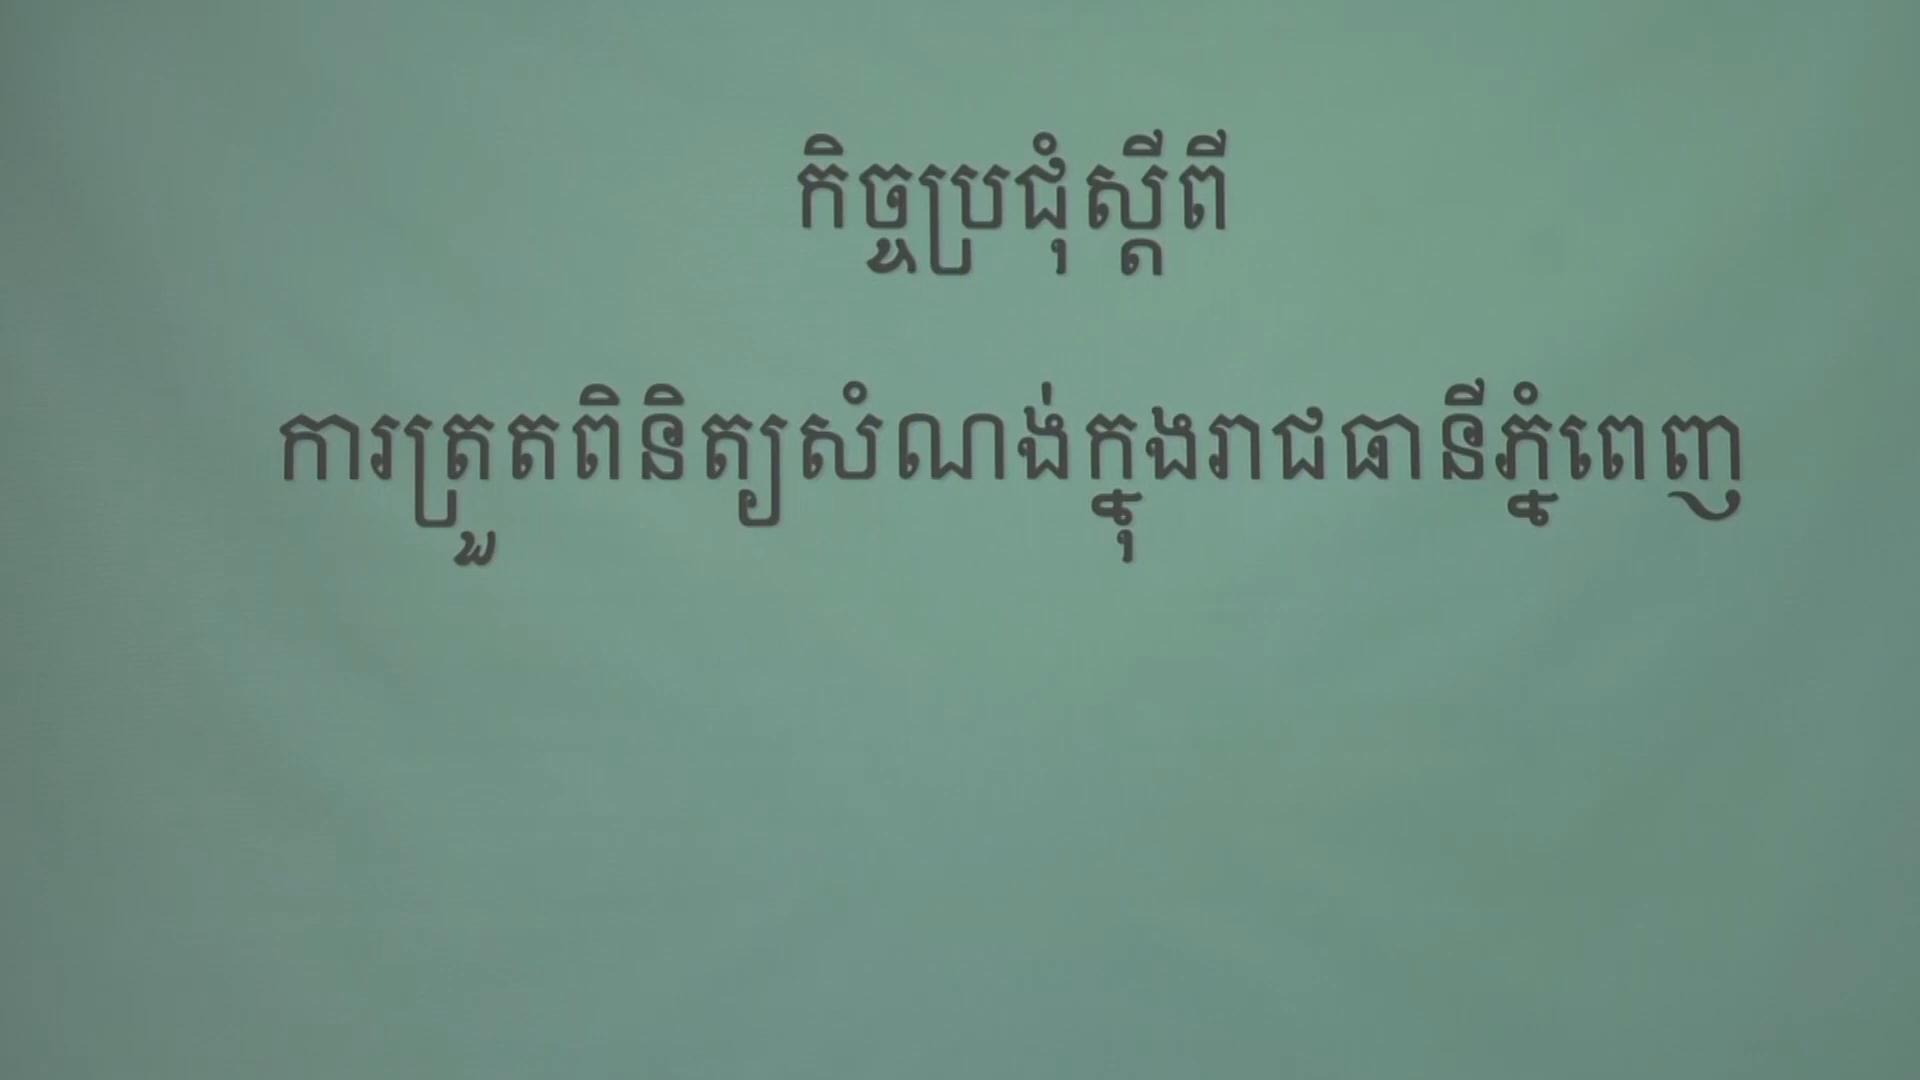 កិច្ចប្រជុំស្តីពី
ការត្រួតពិនិត្យសំណង់ក្នុងរាជធានីភ្នំពេញ